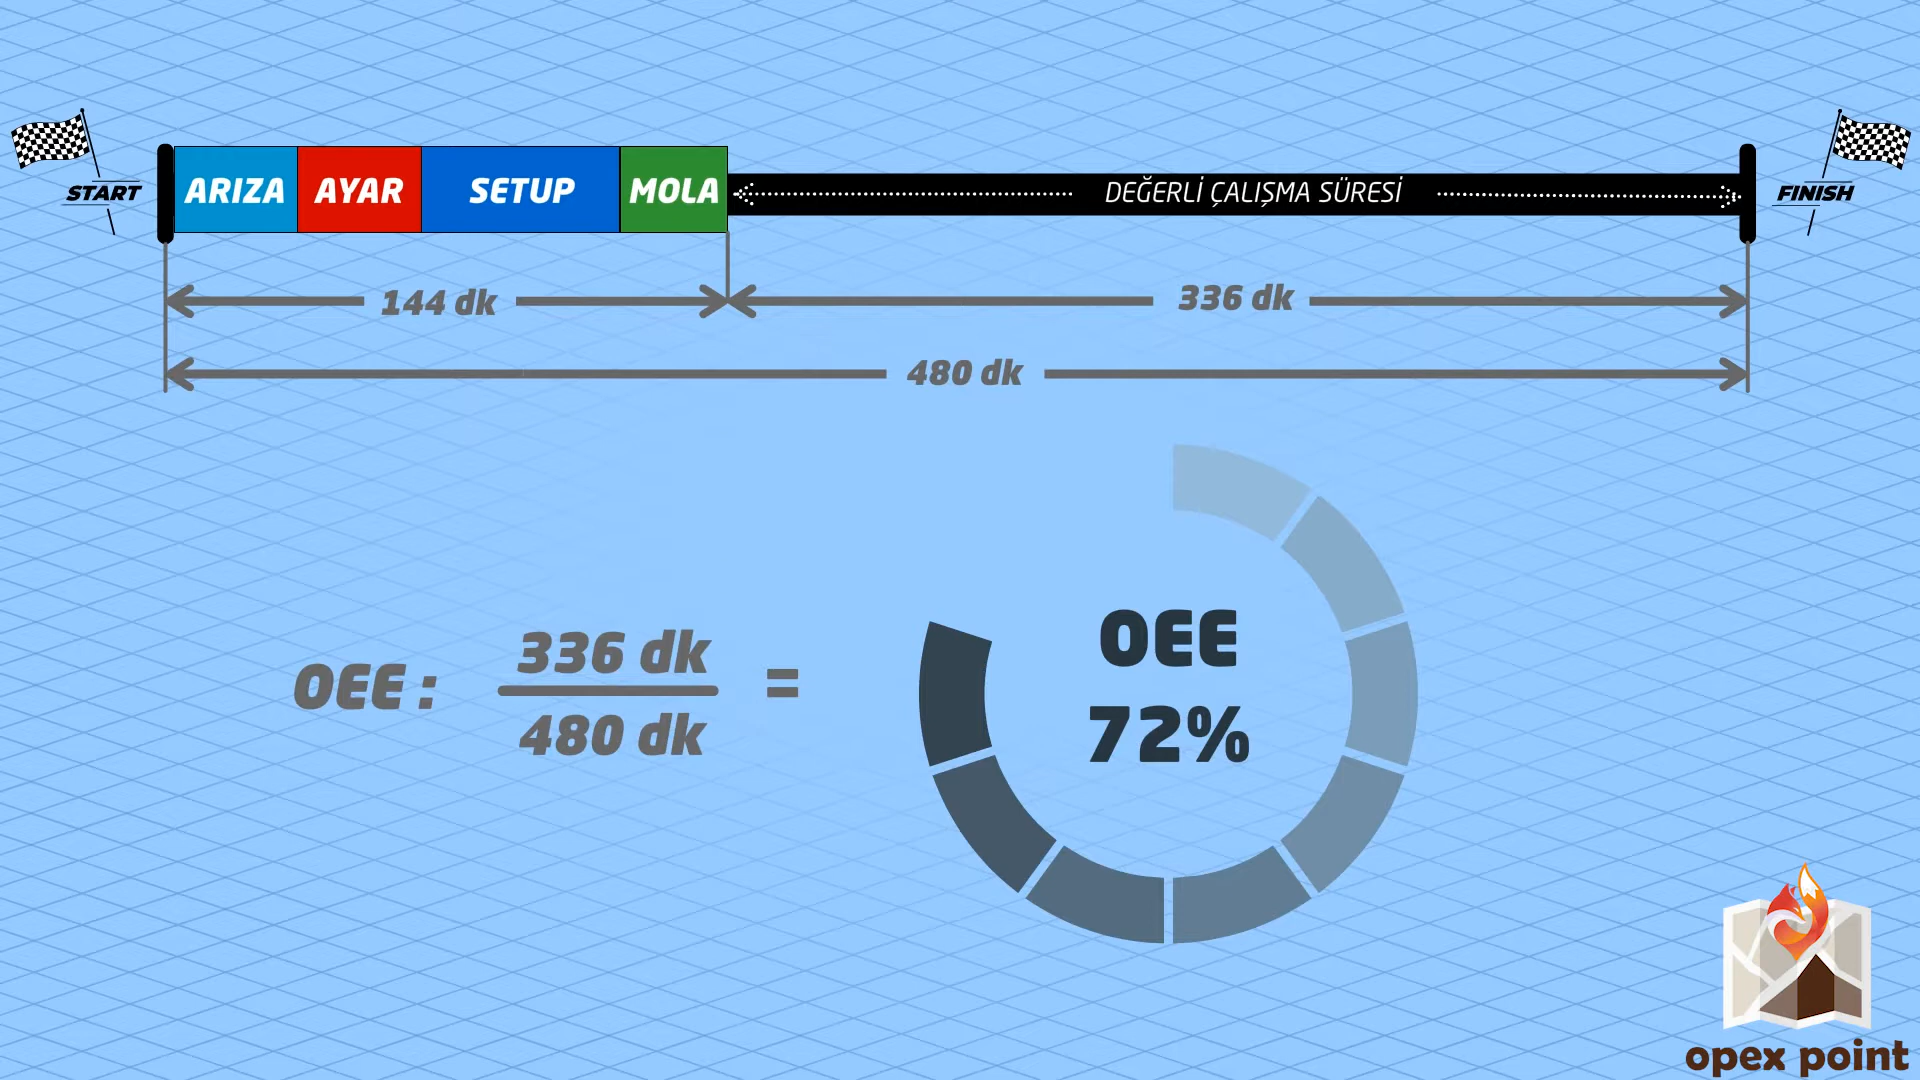 START
ARIZA
AYAR
SETUP
MOLA
DEĞERLİ ÇALIŞMA SÜRESİ
FINISH
144 dk
336 dk
480 dk
OEE :
336 dk
480 dk
=
OEE
72%
opex point